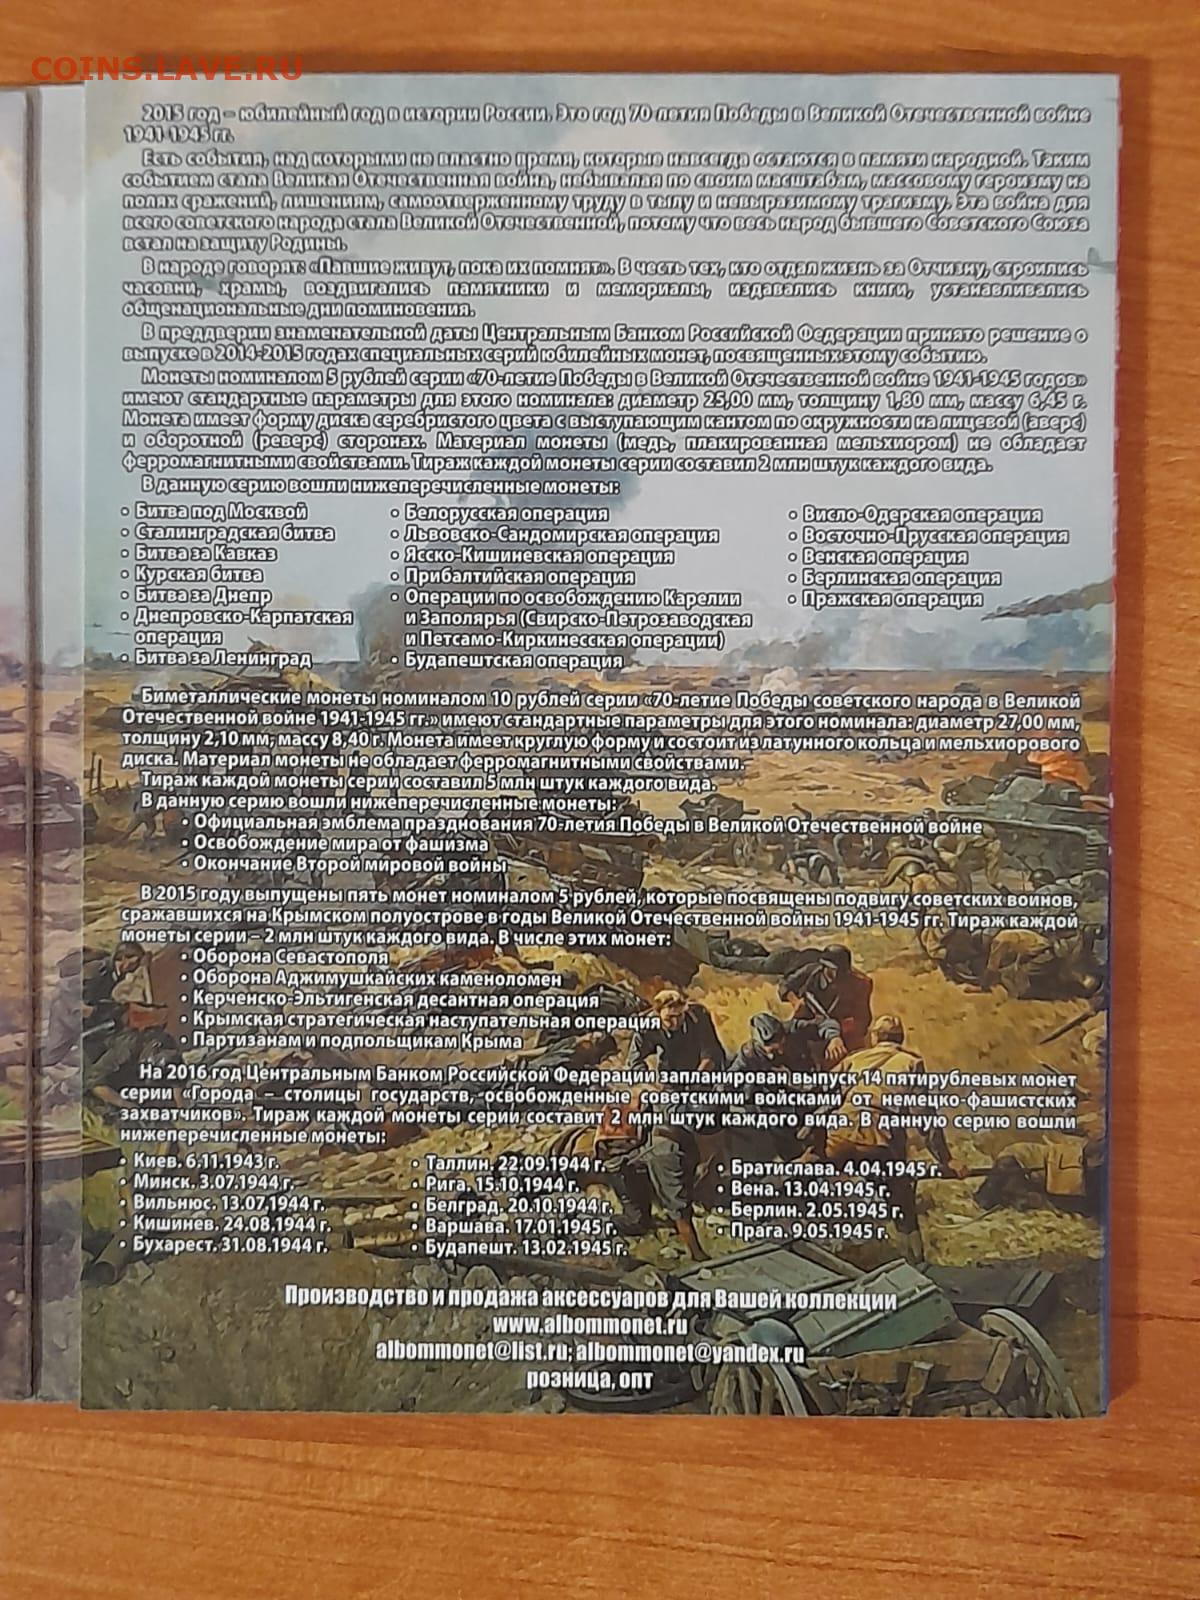 COINS.LAVE.RU
2015 год – юбилейный год в истории России. Это год 70-летия Победы в Великой Отечественной войне
1941-1945 гг.
Есть события, над которыми не властно время, которые навсегда остаются в памяти народной. Таким
событием стала Великая Отечественная война, небывалая по своим масштабам, массовому героизму на
полях сражений, лишениям, самоотверженному труду в тылу и невыразимому трагизму. Эта война для
всего советского народа стала Великой Отечественной, потому что весь народ бывшего Советского Союза
встал на защиту Родины.
В народе говорят: «Павшие живут, пока их помнят». В честь тех, кто отдал жизнь за Отчизну, строились
часовни, храмы, воздвигались памятники и мемориалы, издавались книги, устанавливались
общенациональные дни поминовения.
В преддверии знаменательной даты Центральным Банком Российской Федерации принято решение о
выпуске в 2014-2015 годах специальных серий юбилейных монет, посвященных этому событию.
Монеты номиналом 5 рублей серии «70-летие Победы в Великой Отечественной войне 1941-1945 годов»
имеют стандартные параметры для этого номинала: диаметр 25,00 мм, толщину 1,80 мм, массу 6,45 г.
Монета имеет форму диска серебристого цвета с выступающим кантом по окружности на лицевой (аверс)
и оборотной (реверс) сторонах. Материал монеты (медь, плакированная мельхиором) не обладает
ферромагнитными свойствами. Тираж каждой монеты серии составил 2 млн штук каждого вида.
В данную серию вошли нижеперечисленные монеты:
• Битва под Москвой
• Сталинградская битва
• Битва за Кавказ
• Курская битва
• Битва за Днепр
• Днепровско-Карпатская
операция
• Битва за Ленинград
• Белорусская операция
• Львовско-Сандомирская операция
• Ясско-Кишиневская операция
• Прибалтийская операция
• Операции по освобождению Карелии
и Заполярья (Свирско-Петрозаводская
и Петсамо-Киркинесская операции)
• Будапештская операция
• Висло-Одерская операция
• Восточно-Прусская операция
• Венская операция
• Берлинская операция
• Пражская операция
Биметаллические монеты номиналом 10 рублей серии «70-летие Победы советского народа в Великой
Отечественной войне 1941-1945 гг.» имеют стандартные параметры для этого номинала: диаметр 27,00 мм,
толщину 2,10 мм, массу 8,40 г. Монета имеет круглую форму и состоит из латунного кольца и мельхиорового
диска. Материал монеты не обладает ферромагнитными свойствами.
Тираж каждой монеты серии составил 5 млн штук каждого вида.
В данную серию вошли нижеперечисленные монеты:
• Официальная эмблема празднования 70-летия Победы в Великой Отечественной войне
• Освобождение мира от фашизма
• Окончание Второй мировой войны
В 2015 году выпущены пять монет номиналом 5 рублей, которые посвящены подвигу советских воинов,
сражавшихся на Крымском полуострове в годы Великой Отечественной войны 1941-1945 гг. Тираж каждой
монеты серии – 2 млн штук каждого вида. В числе этих монет:
• Оборона Севастополя
• Оборона Аджимушкайских каменоломен
• Керченско-Эльтигенская десантная операция
• Крымская стратегическая наступательная операция
• Партизанам и подпольщикам Крыма
На 2016 год Центральным Банком Российской Федерации запланирован выпуск 14 пятирублевых монет
серии «Города – столицы государств, освобожденные советскими войсками от немецко-фашистских
захватчиков». Тираж каждой монеты серии составит 2 млн штук каждого вида. В данную серию вошли
нижеперечисленные монеты:
• Киев. 6.11.1943 г.
• Минск. 3.07.1944 г.
• Вильнюс. 13.07.1944 г.
• Кишинев. 24.08.1944 г.
• Бухарест. 31.08.1944 г.
• Таллин. 22.09.1944 г.
• Рига. 15.10.1944 г.
• Белград. 20.10.1944 г.
• Варшава. 17.01.1945 г.
• Будапешт. 13.02.1945 г.
• Братислава. 4.04.1945 г.
• Вена. 13.04.1945 г.
• Берлин. 2.05.1945 г.
• Прага. 9.05.1945 г.
Производство и продажа аксессуаров для Вашей коллекции
www.albommonet.ru
albommonet@list.ru; albommonet@yandex.ru
розница, опт